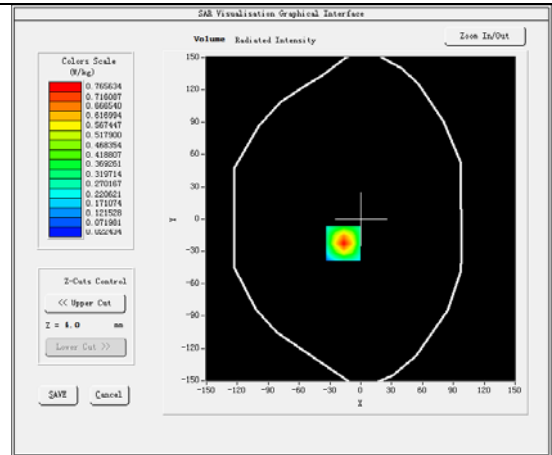 SAR Visualisation Graphical Interface
Volume Radiated Intensity
Zoom In/Out
Colors Scale
(W/kg)
0.765634
0.716087
0.666540
0.616994
0.567447
0.517900
0.468354
0.418807
0.369261
0.319714
0.270167
0.220621
0.171074
0.121528
0.071981
0.022434
Z-Cuts Control
<< Upper Cut
Z = 4.0 mm
Lower Cut >>
SAVE
Cancel
150
120
90
60
30
0
-30
-60
-90
-120
-150
Y
-150 -120 -90 -60 -30 0 30 60 90 120 150
X